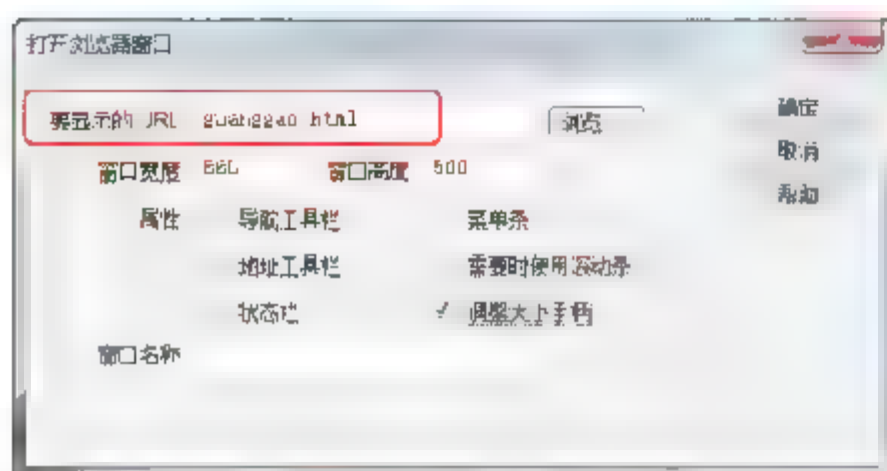 打开浏览器窗口
要显示的 URL guanggao html 浏览 确定
取消
窗口宽度 窗口高度 500
帮助
属性 导航工具栏 菜单条
地址工具栏 需要时使用滚动条
状态栏 ✓ 调整大小手柄
窗口名称